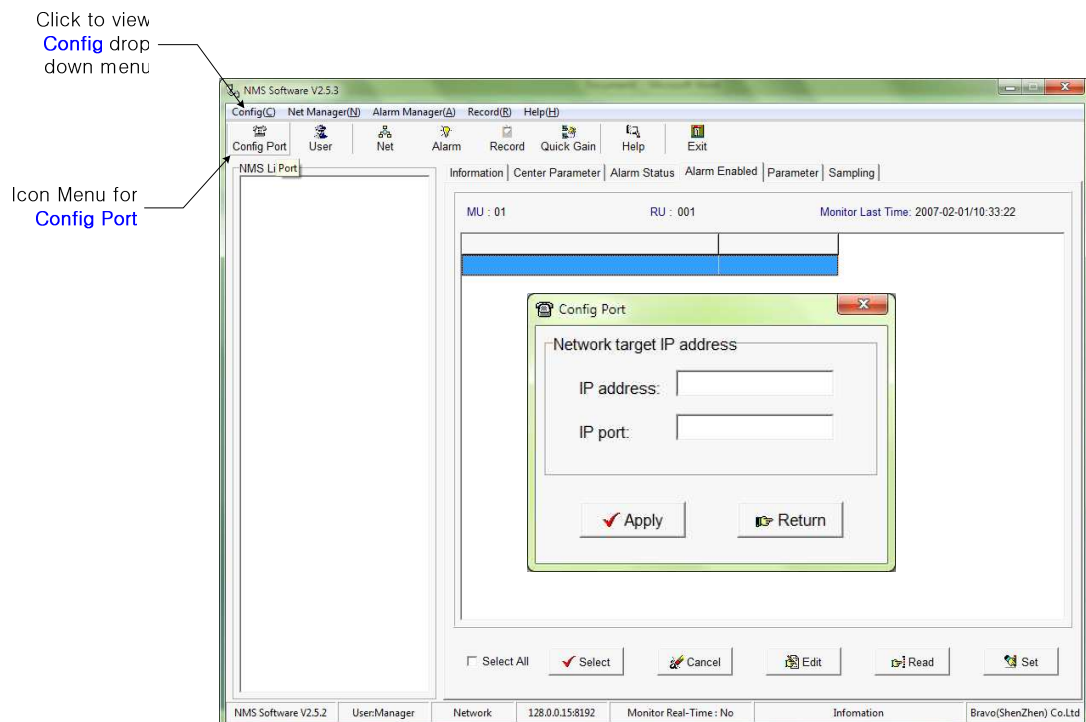 Click to view
Config drop
down menu
NMS Software V2.5.3
Config(C) Net Manager(N) Alarm Manager(A) Record(R) Help(H)
Config Port User Net Alarm Record Quick Gain Help Exit
NMS Li Port
Icon Menu for
Config Port
Information Center Parameter Alarm Status Alarm Enabled Parameter Sampling
MU : 01 RU : 001 Monitor Last Time: 2007-02-01/10:33:22
Config Port
Network target IP address
IP address:
IP port:
Apply Return
Select All Select Cancel Edit Read Set
NMS Software V2.5.2 User:Manager Network 128.0.0.15:8192 Monitor Real-Time : No Infomation Bravo(ShenZhen) Co.Ltd